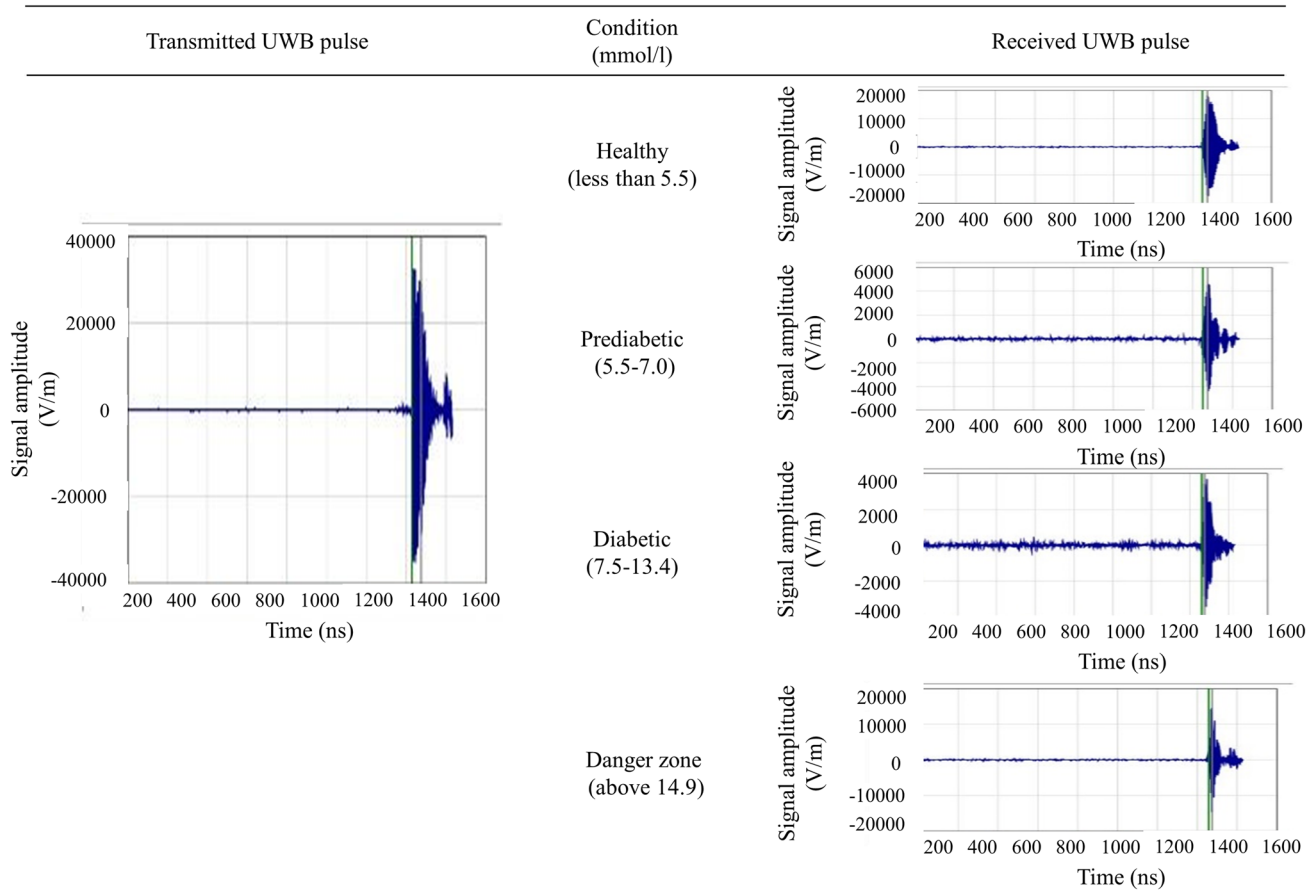 Transmitted UWB pulse
Condition
(mmol/l)
Received UWB pulse
Signal amplitude
(V/m)
40000
20000
0
-20000
-40000
200 400 600 800 1000 1200 1400 1600
Time (ns)
Healthy
(less than 5.5)
Signal amplitude
(V/m)
20000
10000
0
-10000
-20000
200 400 600 800 1000 1200 1400 1600
Time (ns)
Prediabetic
(5.5-7.0)
Signal amplitude
(V/m)
6000
4000
2000
0
-2000
-4000
-6000
200 400 600 800 1000 1200 1400 1600
Time (ns)
Diabetic
(7.5-13.4)
Signal amplitude
(V/m)
4000
2000
0
-2000
-4000
200 400 600 800 1000 1200 1400 1600
Time (ns)
Danger zone
(above 14.9)
Signal amplitude
(V/m)
20000
10000
0
-10000
-20000
200 400 600 800 1000 1200 1400 1600
Time (ns)